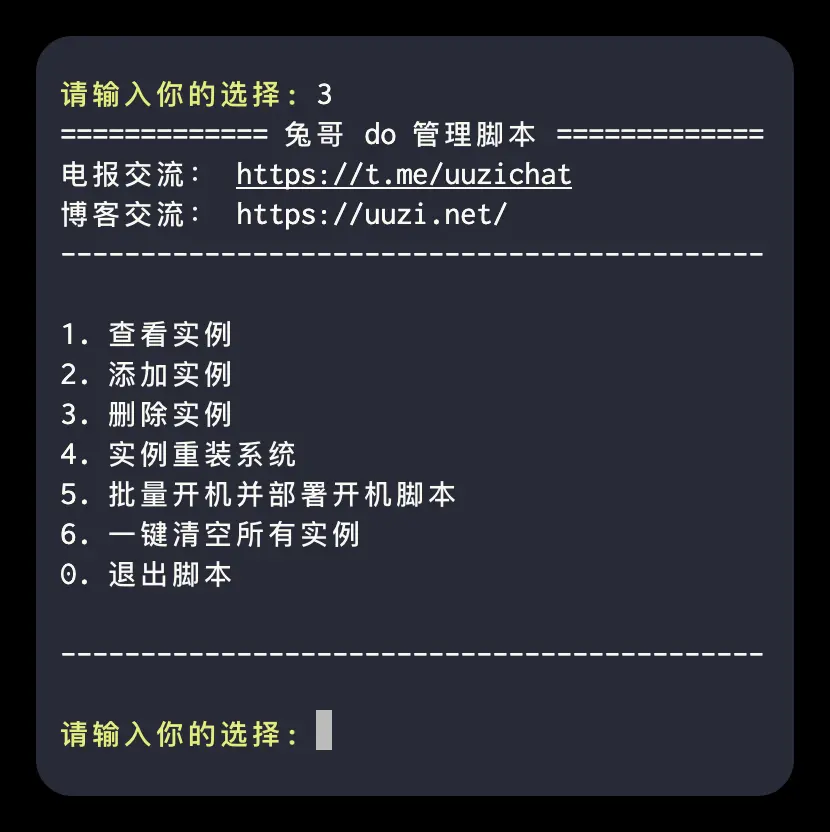 请输入你的选择: 3
============= 兔哥 do 管理脚本 =============
电报交流: https://t.me/uuzichat
博客交流: https://uuzi.net/
--------------------------------------------
1. 查看实例
2. 添加实例
3. 删除实例
4. 实例重装系统
5. 批量开机并部署开机脚本
6. 一键清空所有实例
0. 退出脚本
--------------------------------------------
请输入你的选择: